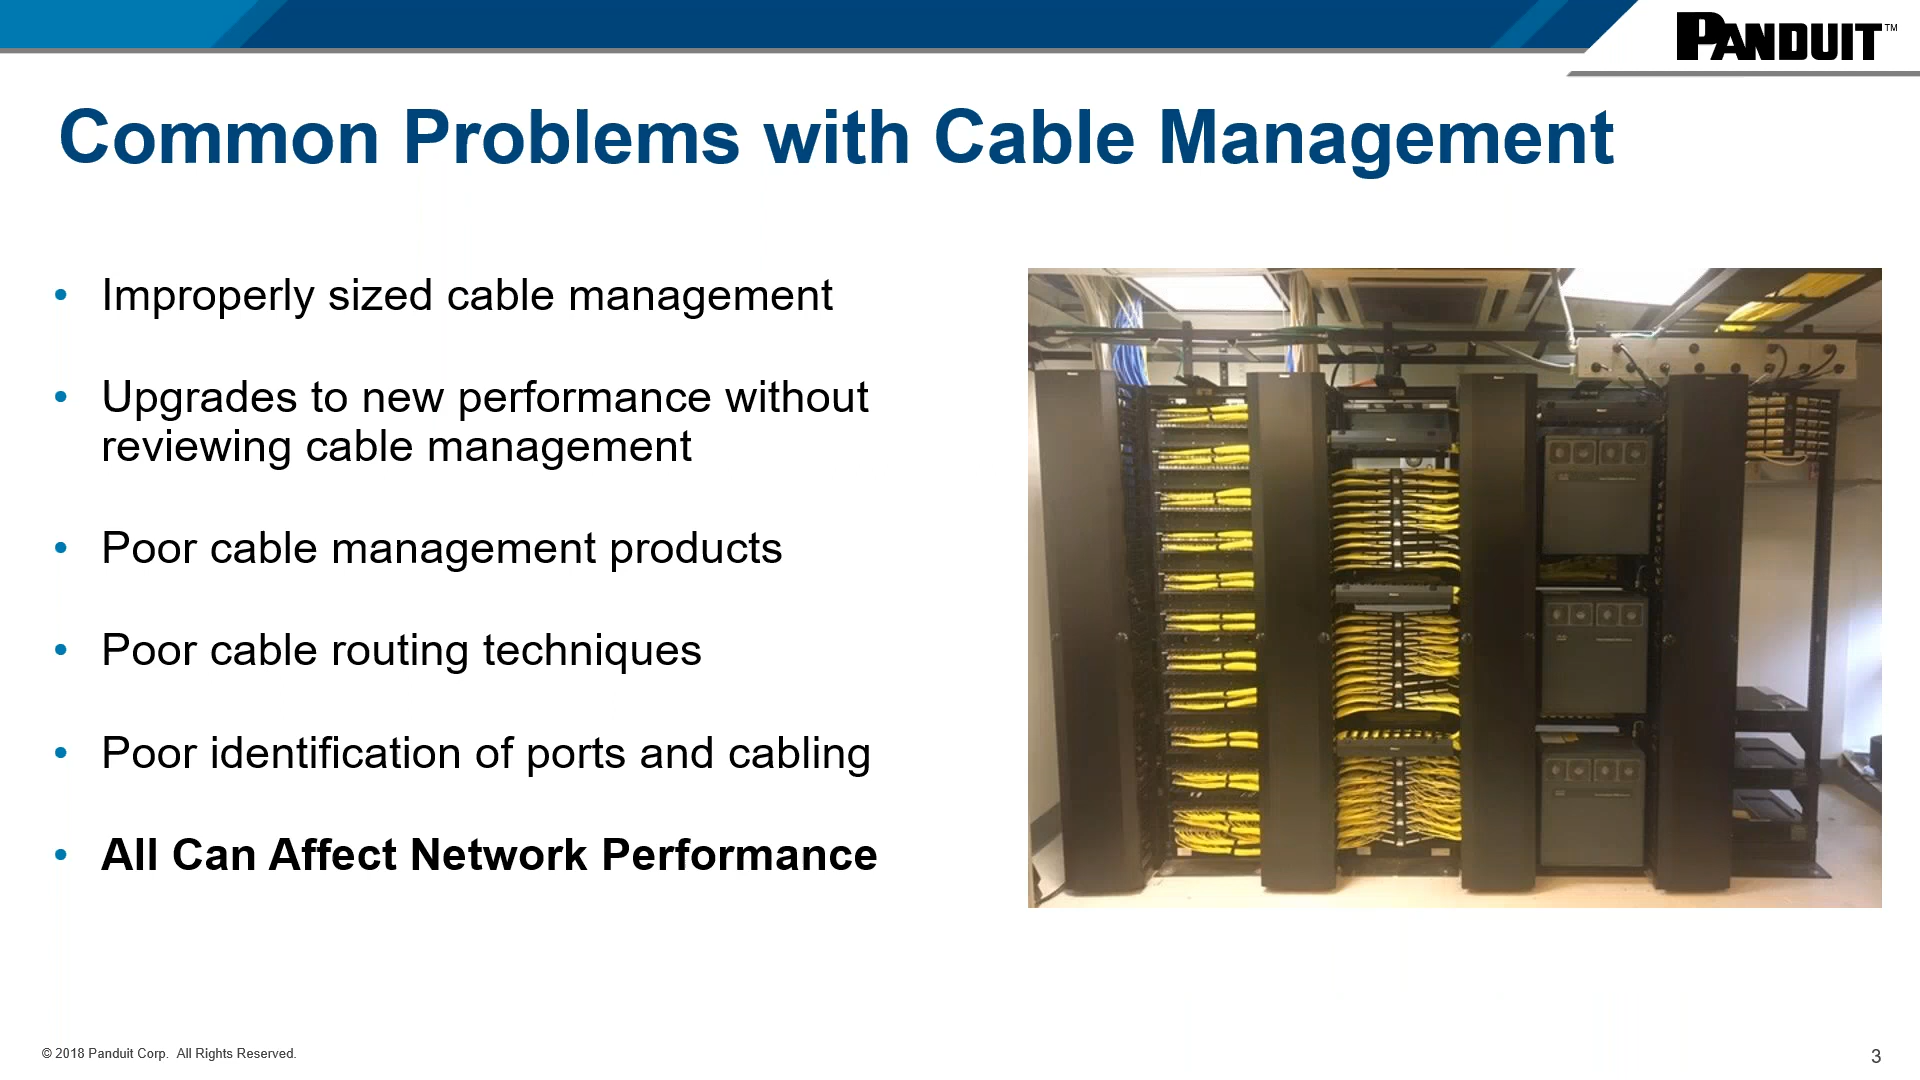 PANDUIT™
Common Problems with Cable Management
• Improperly sized cable management
• Upgrades to new performance without
reviewing cable management
• Poor cable management products
• Poor cable routing techniques
• Poor identification of ports and cabling
• All Can Affect Network Performance
© 2018 Panduit Corp. All Rights Reserved.
3